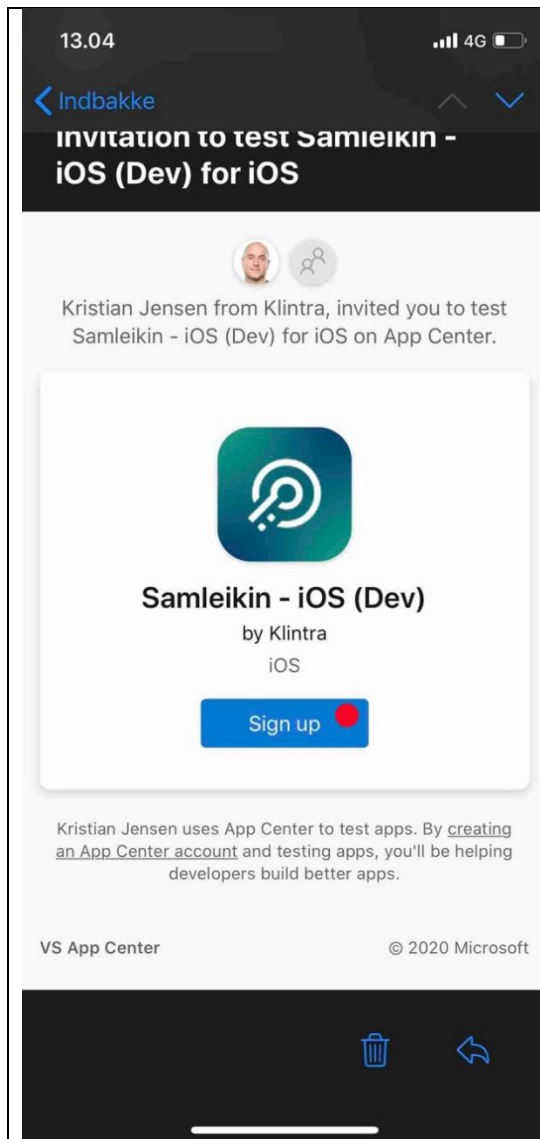 13.04 4G
Indbakke
Invitation to test Samleikin -
iOS (Dev) for iOS
Kristian Jensen from Klintra, invited you to test
Samleikin - iOS (Dev) for iOS on App Center.
Samleikin - iOS (Dev)
by Klintra
iOS
Sign up
Kristian Jensen uses App Center to test apps. By creating
an App Center account and testing apps, you'll be helping
developers build better apps.
VS App Center © 2020 Microsoft